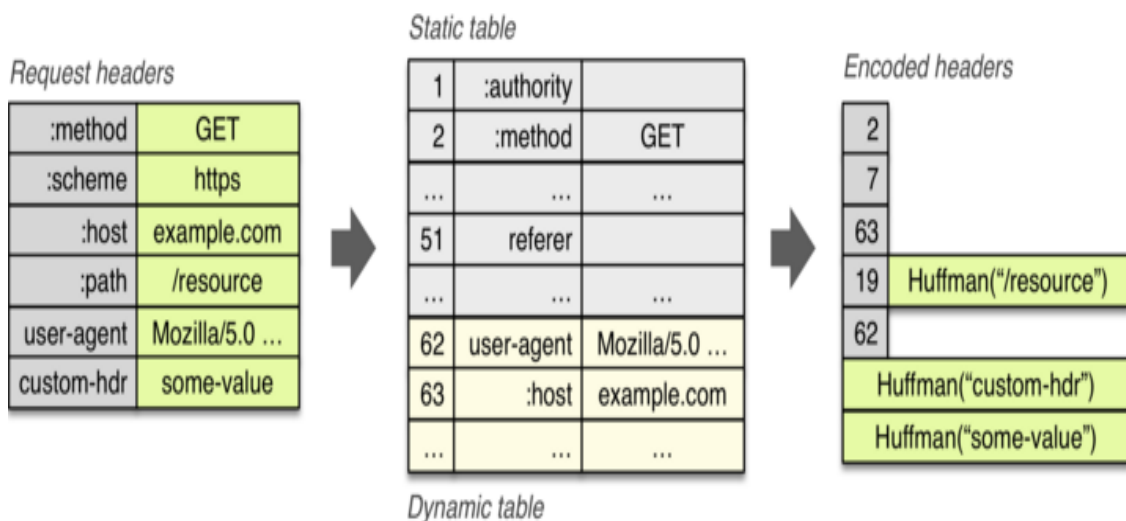 Static table
Request headers
Encoded headers
:method GET
:scheme https
:host example.com
:path /resource
user-agent Mozilla/5.0 ...
custom-hdr some-value
1 :authority
2 :method GET
... ... ...
51 referer
... ... ...
62 user-agent Mozilla/5.0 ...
63 :host example.com
... ... ...
Dynamic table
2
7
63
19 Huffman(“/resource”)
62
Huffman(“custom-hdr”)
Huffman(“some-value”)